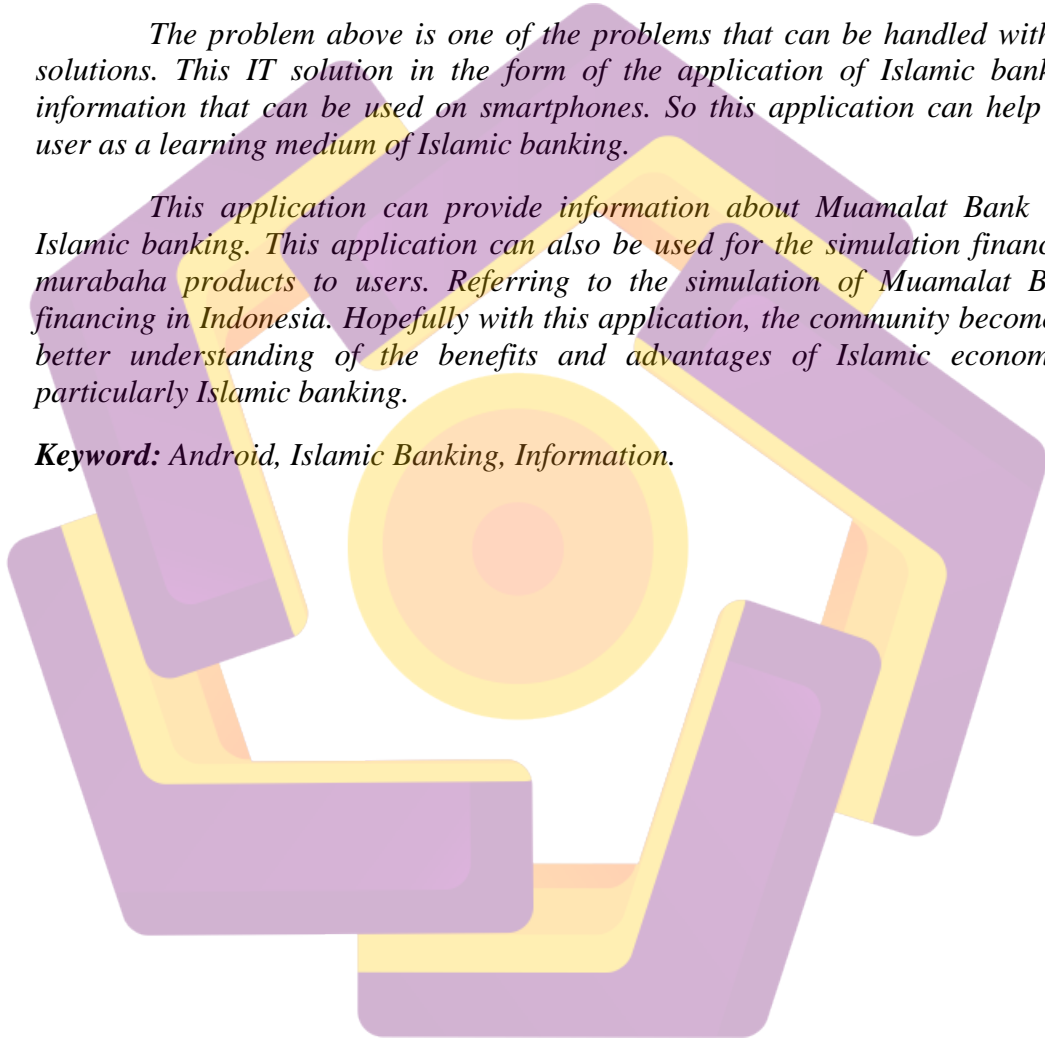 The problem above is one of the problems that can be handled with
solutions. This IT solution in the form of the application of Islamic bank
information that can be used on smartphones. So this application can help
user as a learning medium of Islamic banking.
This application can provide information about Muamalat Bank
Islamic banking. This application can also be used for the simulation financ
murabaha products to users. Referring to the simulation of Muamalat B
financing in Indonesia. Hopefully with this application, the community become
better understanding of the benefits and advantages of Islamic econom
particularly Islamic banking.
Keyword: Android, Islamic Banking, Information.